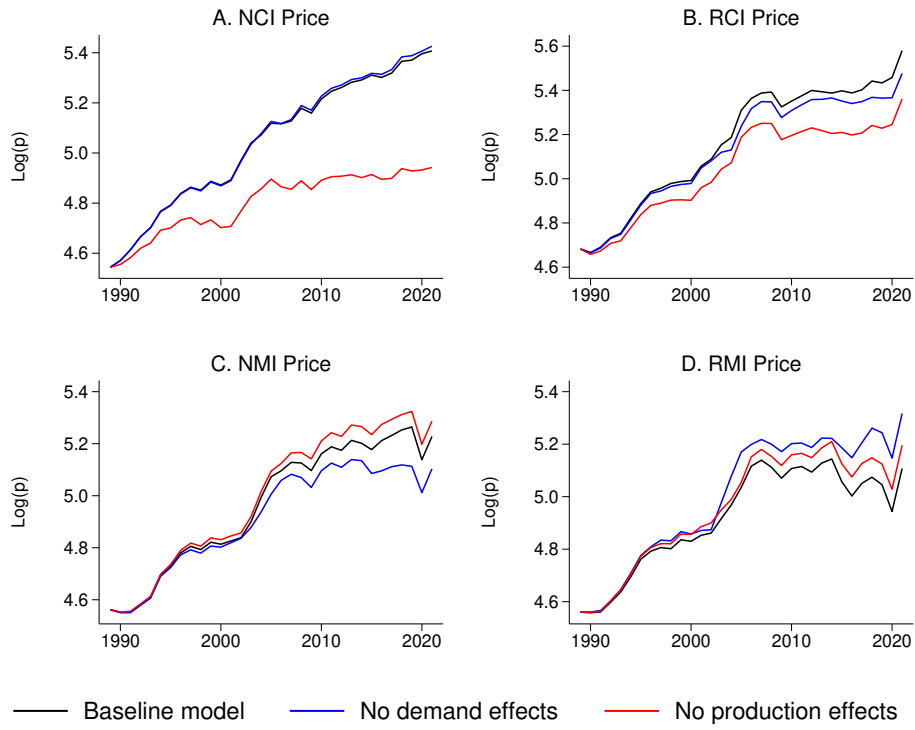 A. NCI Price
B. RCI Price
Log(p)
5.4
5.2
5.0
4.8
4.6
1990 2000 2010 2020
Log(p)
5.6
5.4
5.2
5.0
4.8
4.6
1990 2000 2010 2020
C. NMI Price
D. RMI Price
Log(p)
5.4
5.2
5.0
4.8
4.6
1990 2000 2010 2020
Log(p)
5.4
5.2
5.0
4.8
4.6
1990 2000 2010 2020
Baseline model No demand effects No production effects